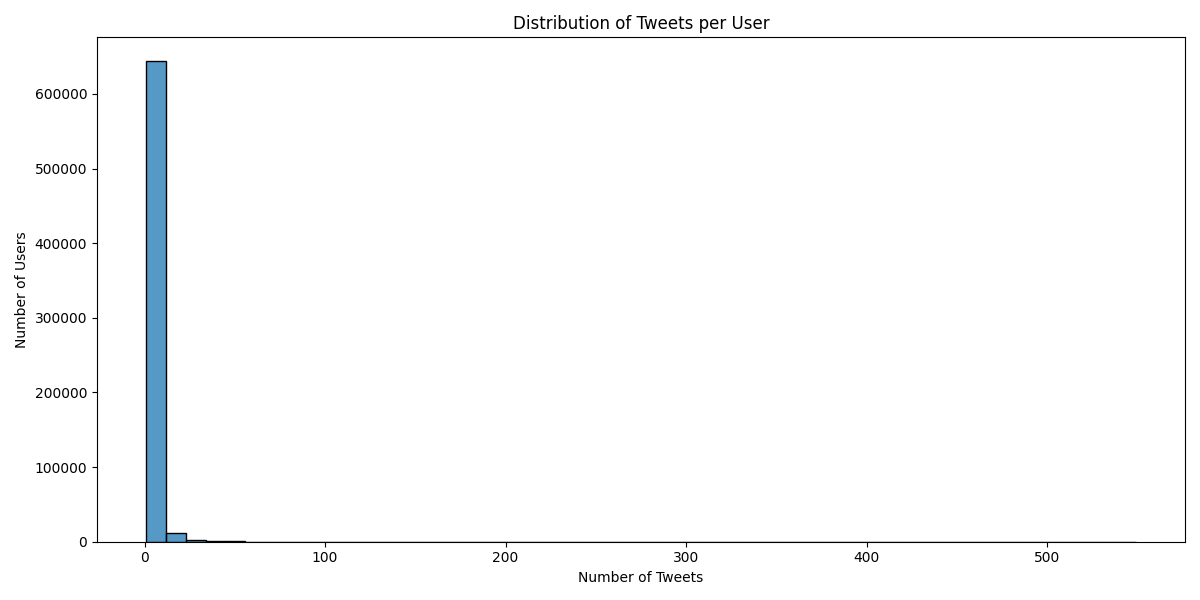 Distribution of Tweets per User
Number of Users
600000
500000
400000
300000
200000
100000
0
0 100 200 300 400 500
Number of Tweets